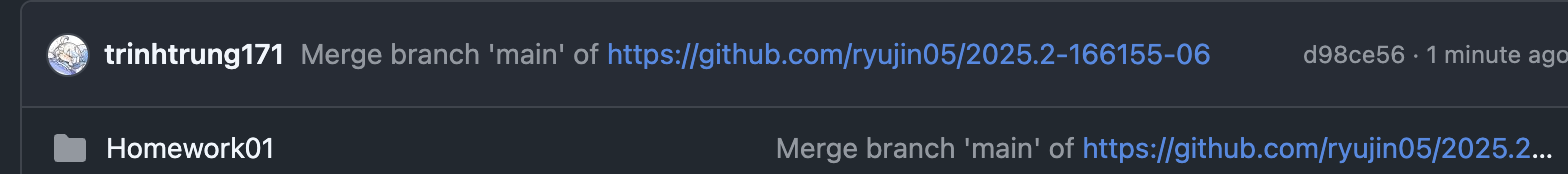 trinhtrung171 Merge branch 'main' of https://github.com/ryujin05/2025.2-166155-06 d98ce56 · 1 minute ago
Homework01 Merge branch 'main' of https://github.com/ryujin05/2025.2...